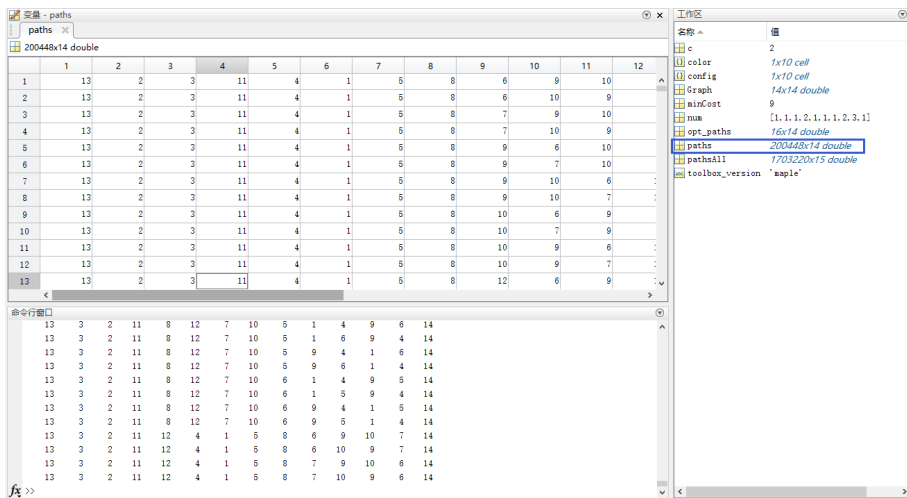 变量 - paths
paths
200448x14 double
1 2 3 4 5 6 7 8 9 10 11 12
1 13 2 3 11 4 1 5 8 6 9 10
2 13 2 3 11 4 1 5 8 6 10 9
3 13 2 3 11 4 1 5 8 7 9 10
4 13 2 3 11 4 1 5 8 7 10 9
5 13 2 3 11 4 1 5 8 9 6 10
6 13 2 3 11 4 1 5 8 9 7 10
7 13 2 3 11 4 1 5 8 9 10 6
8 13 2 3 11 4 1 5 8 9 10 7
9 13 2 3 11 4 1 5 8 10 6 9
10 13 2 3 11 4 1 5 8 10 7 9
11 13 2 3 11 4 1 5 8 10 9 6
12 13 2 3 11 4 1 5 8 10 9 7
13 13 2 3 11 4 1 5 8 12 6 9
命令行窗口
13 3 2 11 8 12 7 10 5 1 4 9 6 14
13 3 2 11 8 12 7 10 5 1 6 9 4 14
13 3 2 11 8 12 7 10 5 9 4 1 6 14
13 3 2 11 8 12 7 10 5 9 6 1 4 14
13 3 2 11 8 12 7 10 6 1 4 9 5 14
13 3 2 11 8 12 7 10 6 1 5 9 4 14
13 3 2 11 8 12 7 10 6 9 4 1 5 14
13 3 2 11 8 12 7 10 6 9 5 1 4 14
13 3 2 11 12 4 1 5 8 6 9 10 7 14
13 3 2 11 12 4 1 5 8 6 10 9 7 14
13 3 2 11 12 4 1 5 8 7 9 10 6 14
13 3 2 11 12 4 1 5 8 7 10 9 6 14
fx >>
工作区
名称 值
c 2
color 1x10 cell
config 1x10 cell
Graph 14x14 double
minCost 9
num [1,1,1,2,1,1,1,2,3,1]
opt_paths 16x14 double
paths 200448x14 double
pathsAll 1703220x15 double
toolbox_version 'maple'